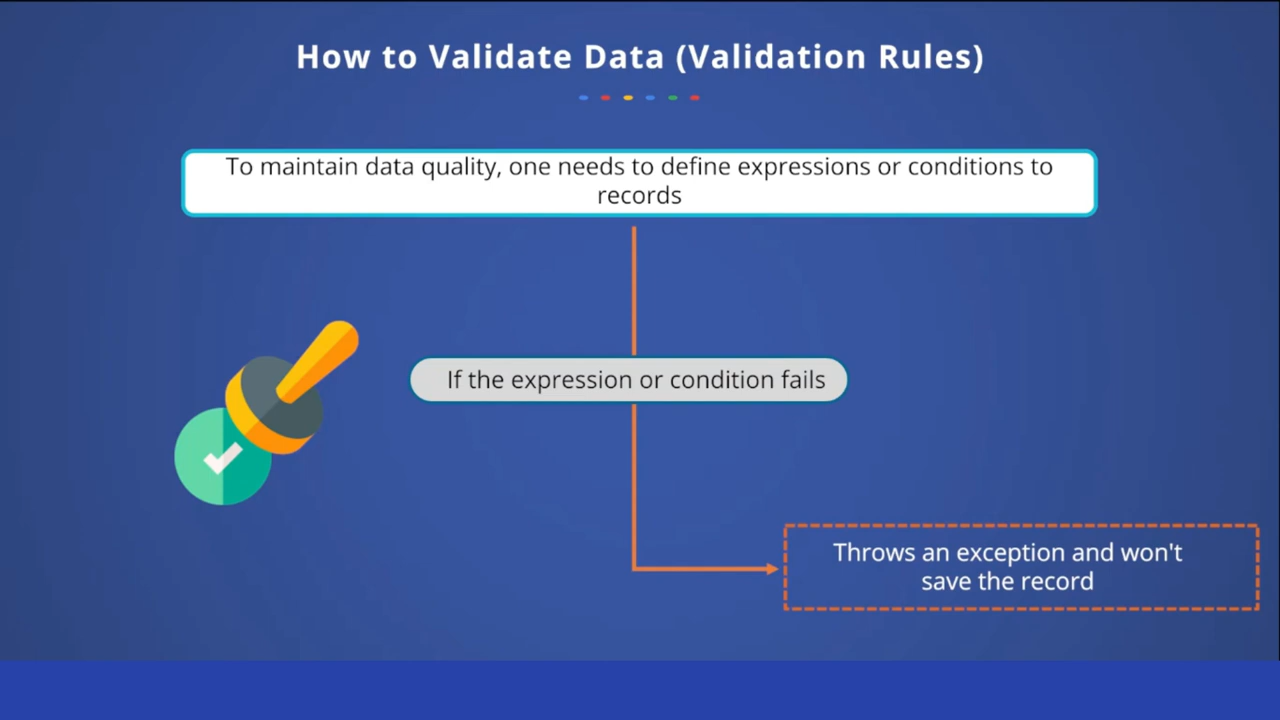 How to Validate Data (Validation Rules)
To maintain data quality, one needs to define expressions or conditions to
records
If the expression or condition fails
Throws an exception and won't
save the record